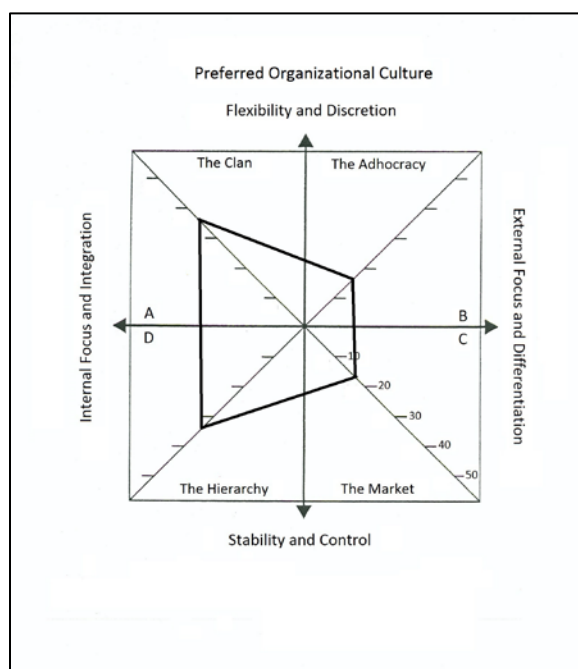 Preferred Organizational Culture
Flexibility and Discretion
The Clan
The Adhocracy
Internal Focus and Integration
External Focus and Differentiation
A
B
D
C
10
20
30
40
50
The Hierarchy
The Market
Stability and Control